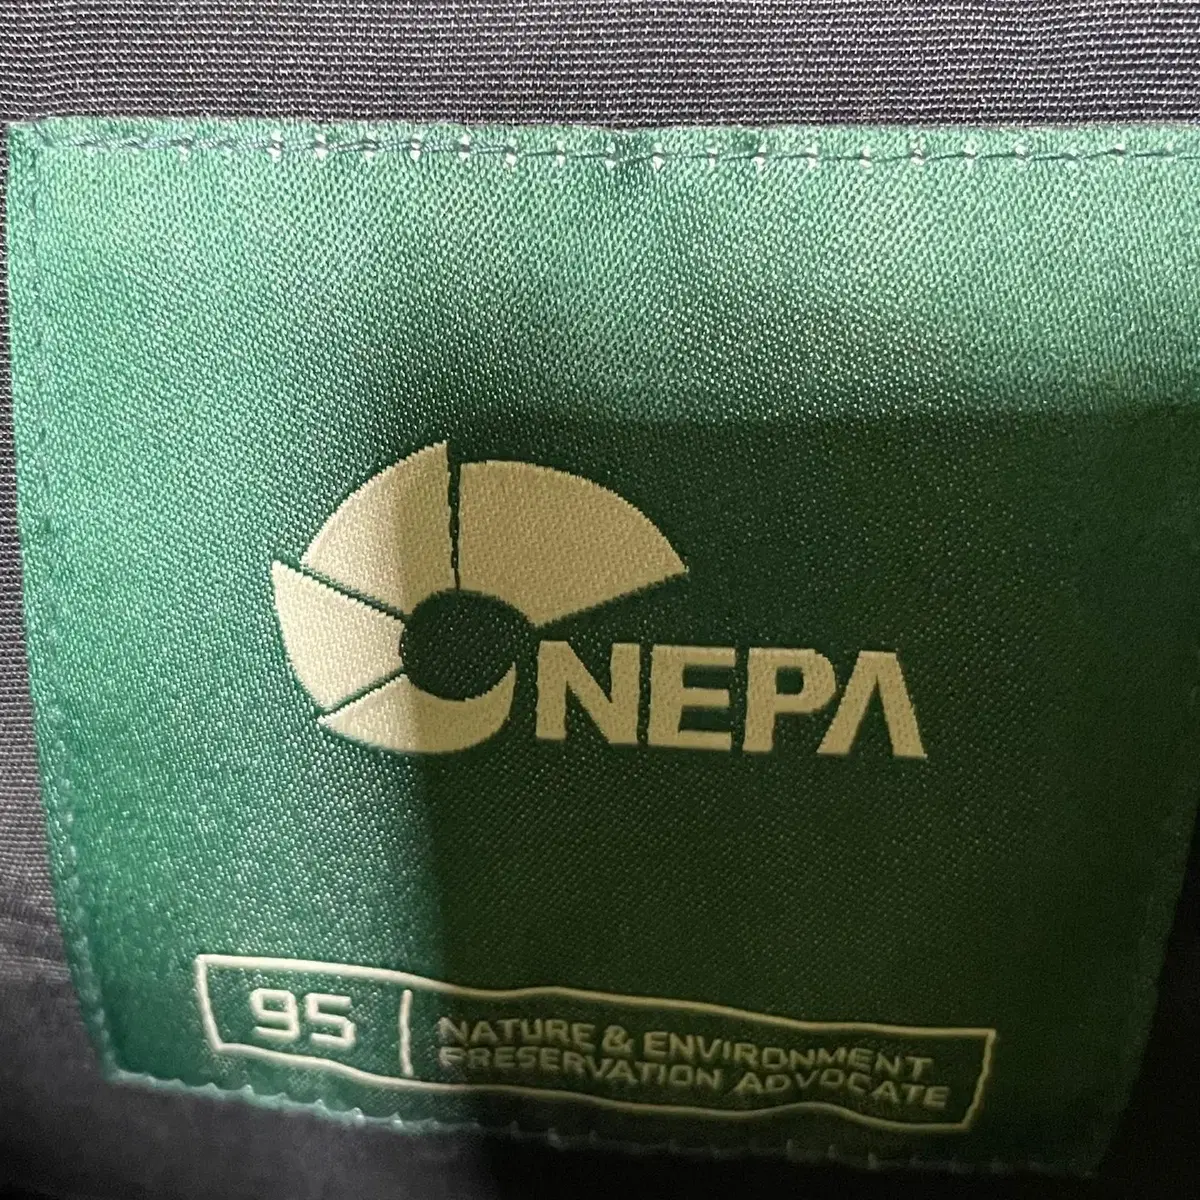 NEPA
95
NATURE & ENVIRONMENT
PRESERVATION ADVOCATE